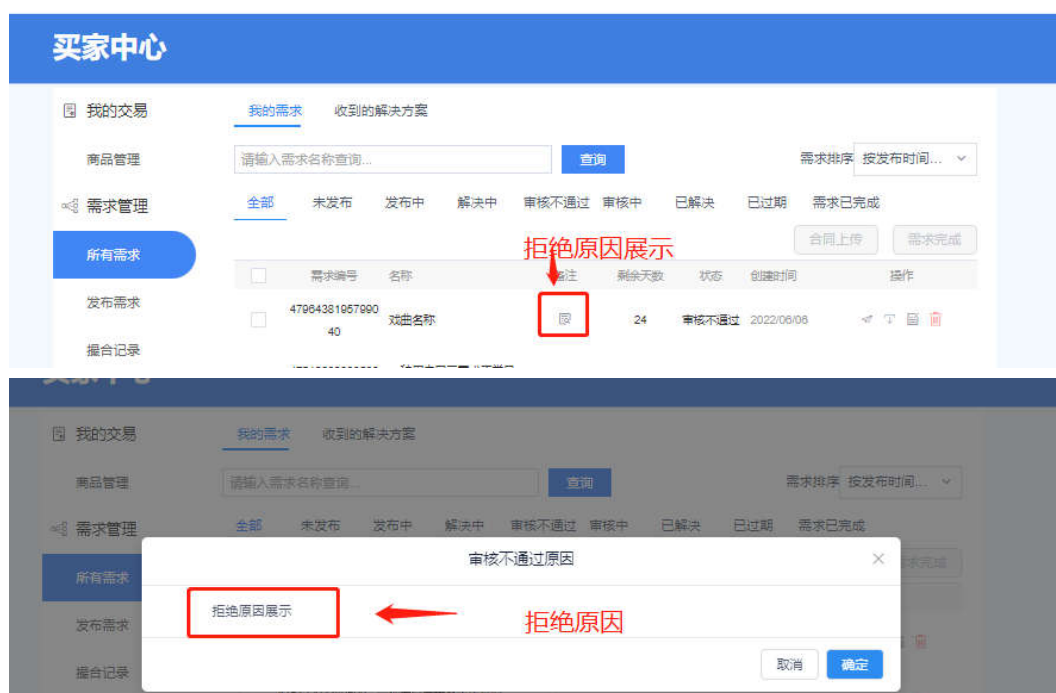 买家中心
我的交易 我的需求 收到的解决方案
商品管理 请输入需求名称查询... 查询 需求排序 按发布时间...
需求管理 全部 未发布 发布中 解决中 审核不通过 审核中 已解决 已过期 需求已完成
所有需求 拒绝原因展示 合同上传 需求完成
需求编号 名称 备注 剩余天数 状态 创建时间 操作
发布需求 47964381957990 戏曲名称 24 审核不通过 2022/06/06
40
撮合记录
我的交易 我的需求 收到的解决方案
商品管理 请输入需求名称查询... 查询 需求排序 按发布时间...
需求管理 全部 未发布 发布中 解决中 审核不通过 审核中 已解决 已过期 需求已完成
审核不通过原因
所有需求
拒绝原因展示 拒绝原因
发布需求
撮合记录 取消 确定